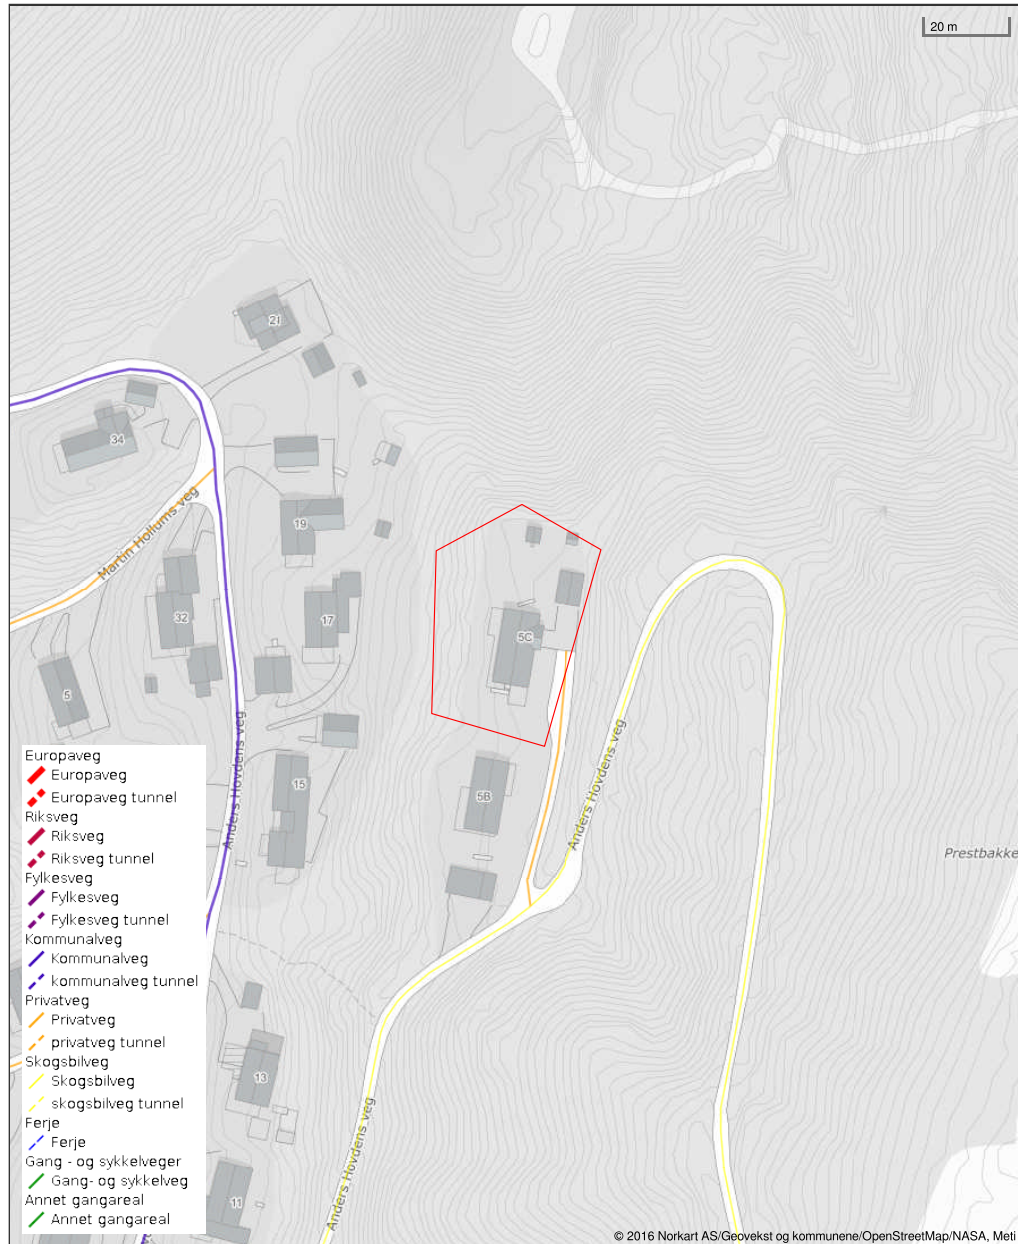 20 m
21
34
19
Martin Hollums veg
32
17
5C
5
Anders Hovdens veg
Anders Hovdens veg
15
5B
Prestbakke
Europaveg
Europaveg
Europaveg tunnel
Riksveg
Riksveg
Riksveg tunnel
Fylkesveg
Fylkesveg
Fylkesveg tunnel
Kommunalveg
Kommunalveg
kommunalveg tunnel
Privatveg
Privatveg
privatveg tunnel
Skogsbilveg
Skogsbilveg
skogsbilveg tunnel
Ferje
Ferje
Gang - og sykkelveger
Gang- og sykkelveg
Annet gangareal
Annet gangareal
13
Anders Hovdens veg
11
© 2016 Norkart AS/Geovekst og kommunene/OpenStreetMap/NASA, Meti